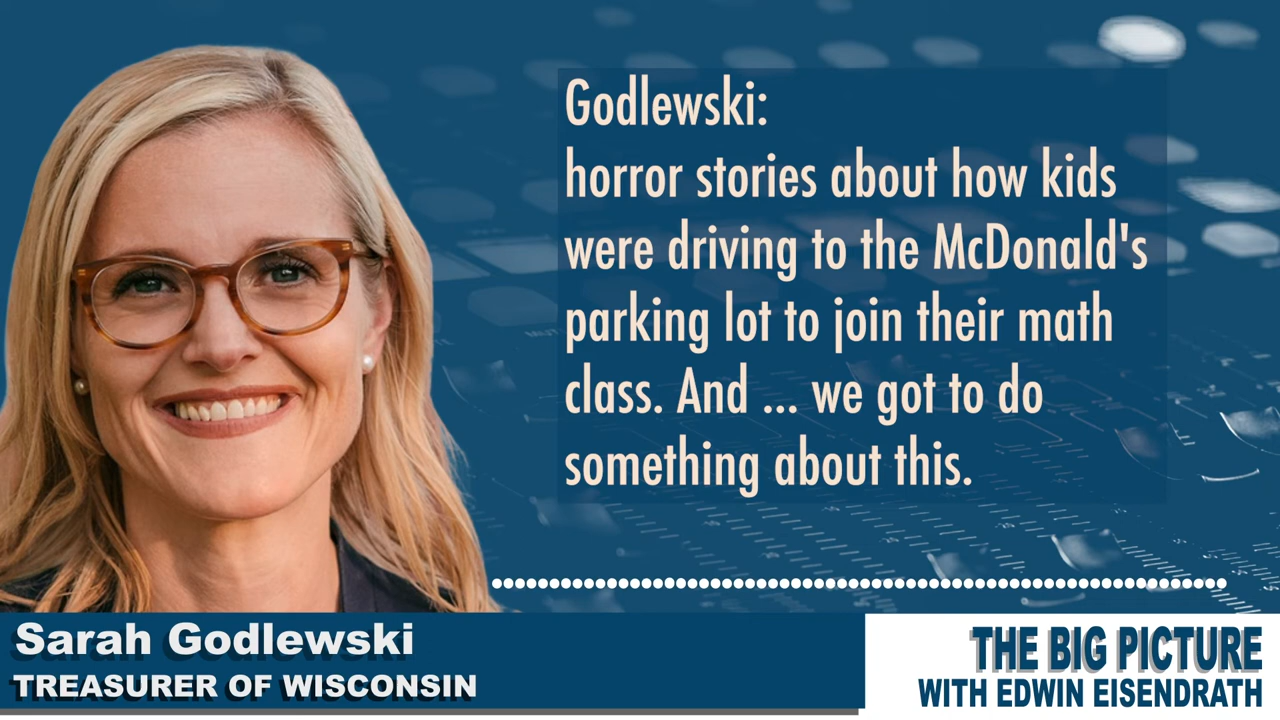 Godlewski:
horror stories about how kids
were driving to the McDonald's
parking lot to join their math
class. And ... we got to do
something about this.
Sarah Godlewski
TREASURER OF WISCONSIN
THE BIG PICTURE
WITH EDWIN EISENDRATH